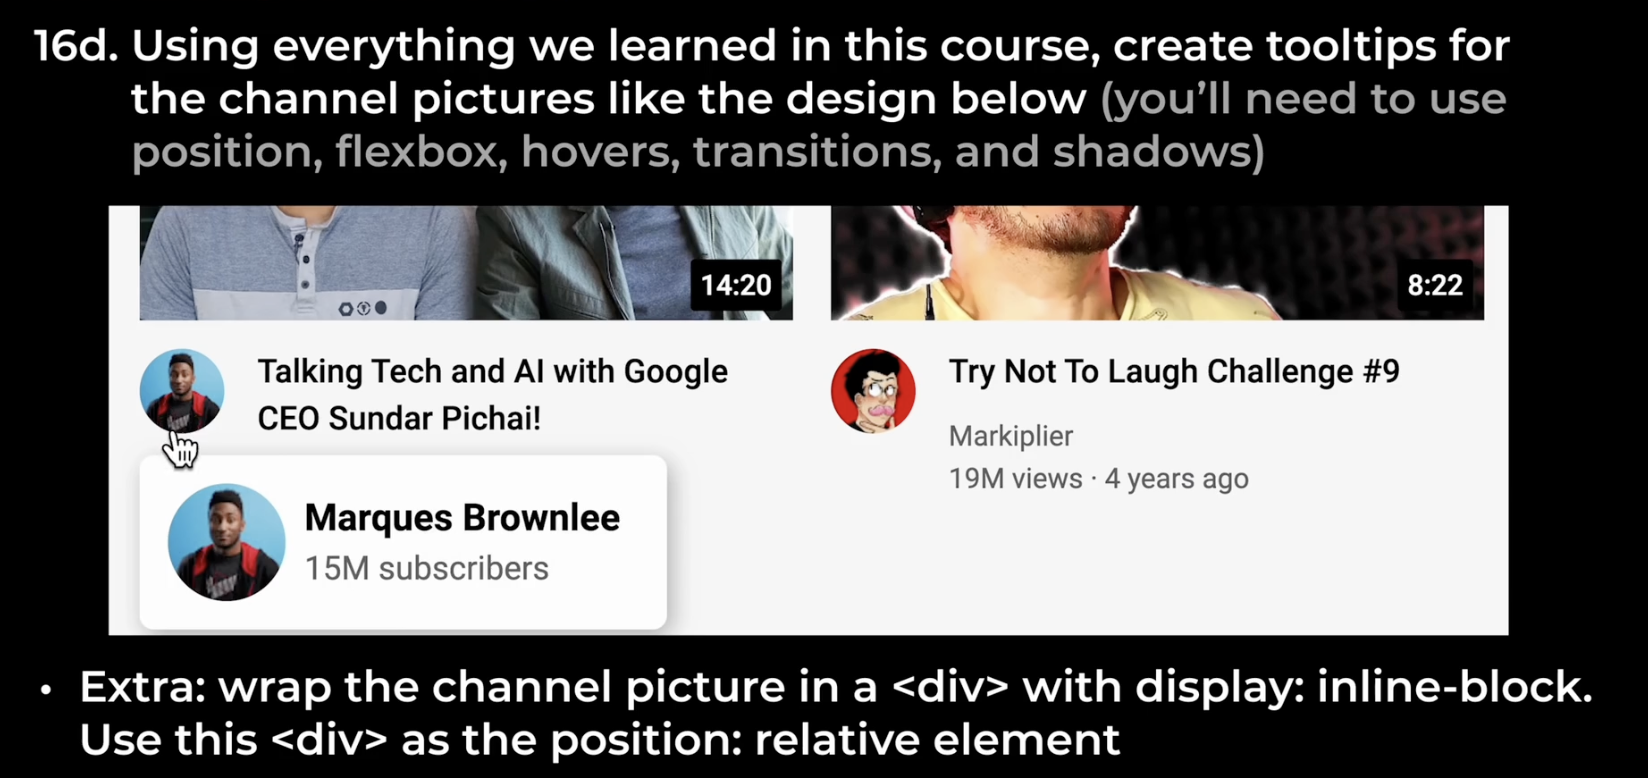 16d. Using everything we learned in this course, create tooltips for
the channel pictures like the design below (you’ll need to use
position, flexbox, hovers, transitions, and shadows)
14:20
8:22
Talking Tech and AI with Google
CEO Sundar Pichai!
Try Not To Laugh Challenge #9
Markiplier
19M views · 4 years ago
Marques Brownlee
15M subscribers
• Extra: wrap the channel picture in a <div> with display: inline-block.
Use this <div> as the position: relative element